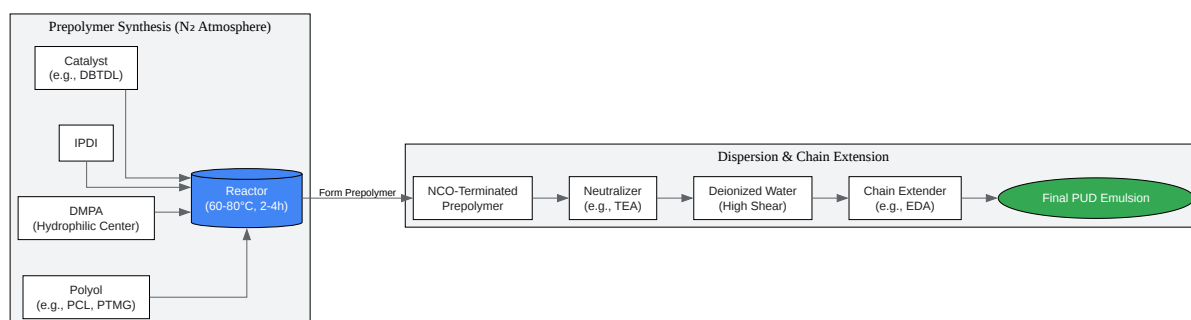 Prepolymer Synthesis (N₂ Atmosphere)
Catalyst
(e.g., DBTDL)
IPDI
DMPA
(Hydrophilic Center)
Polyol
(e.g., PCL, PTMG)
Reactor
(60-80°C, 2-4h)
Form Prepolymer
Dispersion & Chain Extension
NCO-Terminated
Prepolymer
Neutralizer
(e.g., TEA)
Deionized Water
(High Shear)
Chain Extender
(e.g., EDA)
Final PUD Emulsion